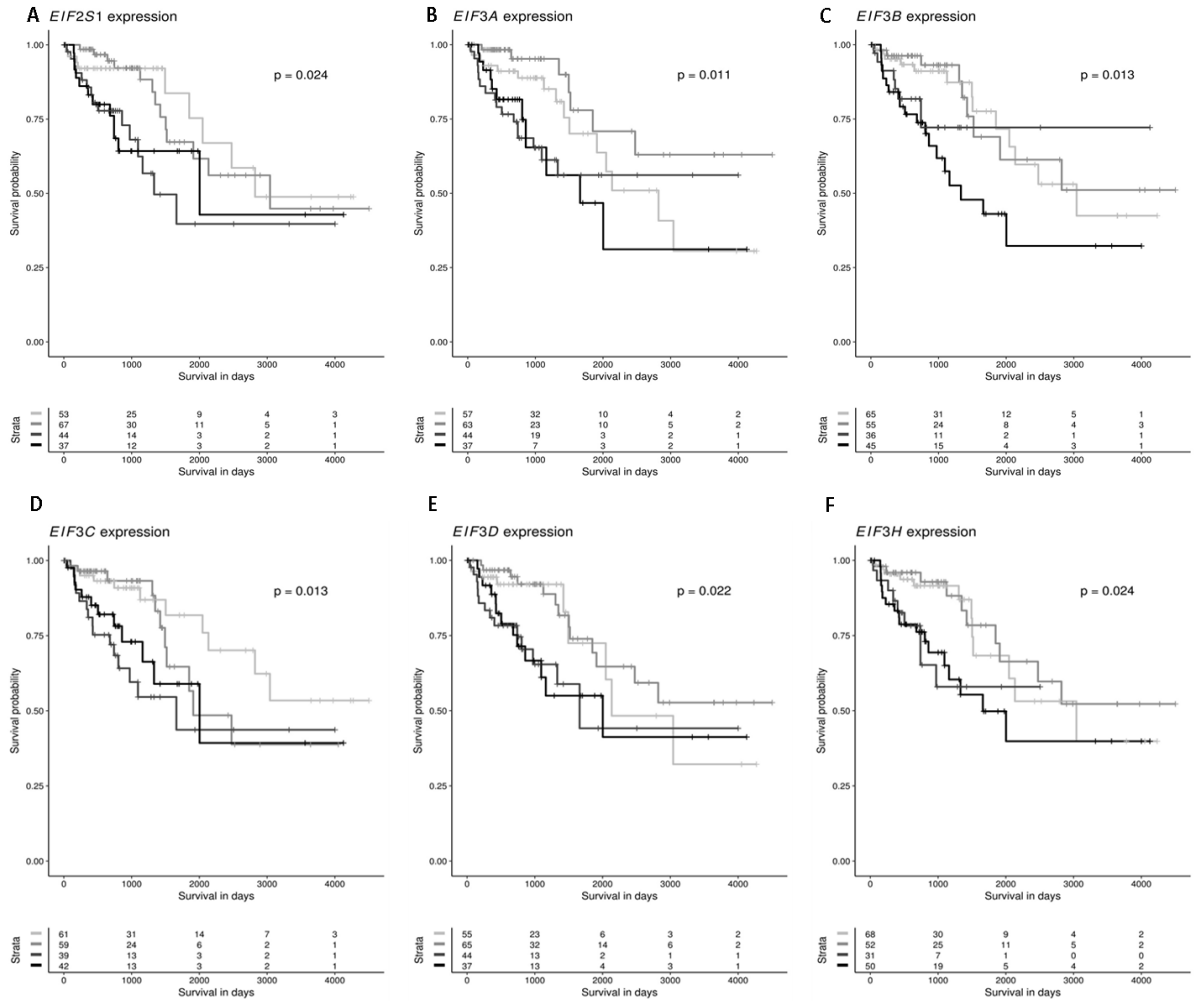 A EIF2S1 expression
1.00
0.75
0.50
0.25
0.00
Survival probability
p = 0.024
0 1000 2000 3000 4000
Survival in days
Strata
53 25 9 4 3
67 30 11 5 1
44 14 3 2 1
37 12 3 2 1
0 1000 2000 3000 4000
Survival in days
B EIF3A expression
1.00
0.75
0.50
0.25
0.00
Survival probability
p = 0.011
0 1000 2000 3000 4000
Survival in days
Strata
57 32 10 4 2
63 23 10 5 2
44 19 3 2 1
37 7 3 2 1
0 1000 2000 3000 4000
Survival in days
C EIF3B expression
1.00
0.75
0.50
0.25
0.00
Survival probability
p = 0.013
0 1000 2000 3000 4000
Survival in days
Strata
65 31 12 5 1
55 24 8 4 3
36 11 2 1 1
45 15 4 3 1
0 1000 2000 3000 4000
Survival in days
D EIF3C expression
1.00
0.75
0.50
0.25
0.00
Survival probability
p = 0.013
0 1000 2000 3000 4000
Survival in days
Strata
61 31 14 7 3
59 24 6 2 1
39 13 3 2 1
42 13 3 2 1
0 1000 2000 3000 4000
Survival in days
E EIF3D expression
1.00
0.75
0.50
0.25
0.00
Survival probability
p = 0.022
0 1000 2000 3000 4000
Survival in days
Strata
55 23 6 3 2
65 32 14 6 2
44 13 2 1 1
37 13 4 3 1
0 1000 2000 3000 4000
Survival in days
F EIF3H expression
1.00
0.75
0.50
0.25
0.00
Survival probability
p = 0.024
0 1000 2000 3000 4000
Survival in days
Strata
68 30 9 4 2
52 25 11 5 2
31 7 1 0 0
50 19 5 4 2
0 1000 2000 3000 4000
Survival in days